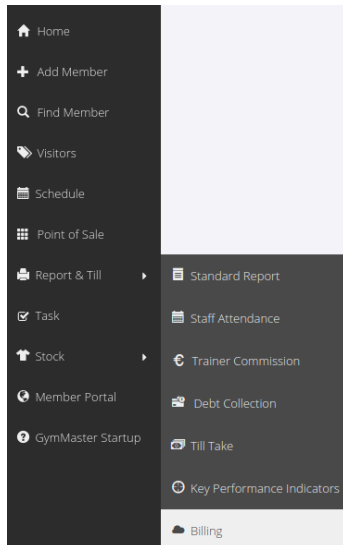 Home
Add Member
Find Member
Visitors
Schedule
Point of Sale
Report & Till
Standard Report
Staff Attendance
Task
Trainer Commission
Stock
Debt Collection
Member Portal
Till Take
GymMaster Startup
Key Performance Indicators
Billing